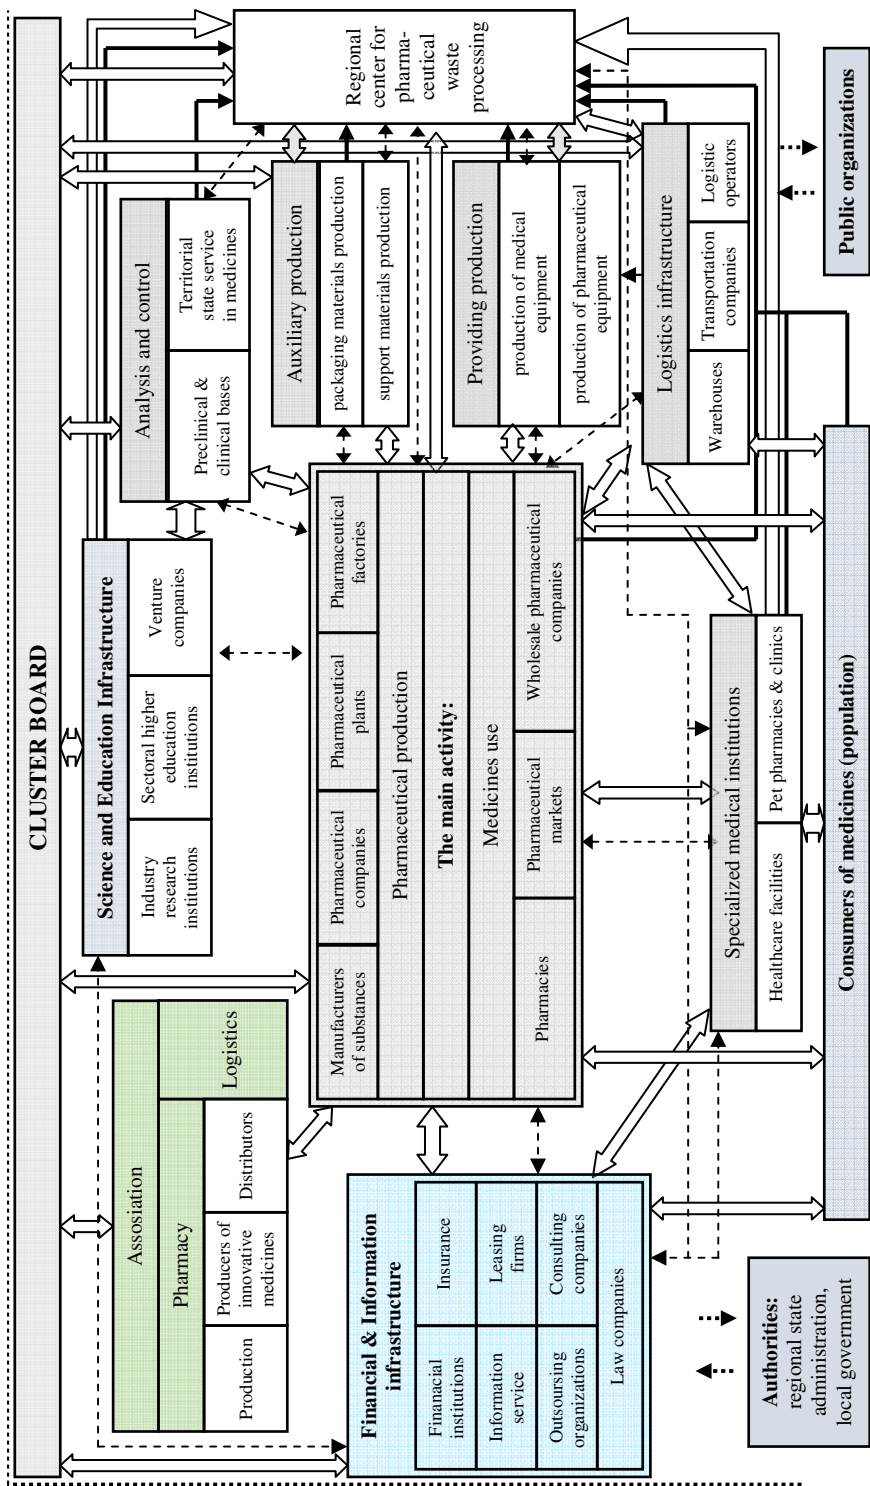 CLUSTER BOARD
Assosiation
Pharmacy
Logistics
Production
Producers of
innovative
medicines
Distributors
Science and Education Infrastructure
Industry
research
institutions
Sectoral higher
education
institutions
Venture
companies
Analysis and control
Preclinical &
clinical bases
Territorial
state service
in medicines
Regional
center for
pharma-
ceutical
waste
processing
Auxiliary production
packaging materials production
support materials production
Providing production
production of medical
equipment
production of pharmaceutical
equipment
Logistics infrastructure
Warehouses
Transportation
companies
Logistic
operators
Financial & Information
infrastructure
Finanacial
institutions
Insurance
Information
service
Leasing
firms
Outsoursing
organizations
Consulting
companies
Law companies
Manufacturers
of substances
Pharmaceutical
companies
Pharmaceutical
plants
Pharmaceutical
factories
Pharmaceutical production
The main activity:
Medicines use
Pharmacies
Pharmaceutical
markets
Wholesale pharmaceutical
companies
Specialized medical institutions
Healthcare facilities
Pet pharmacies & clinics
Authorities:
regional state
administration,
local government
Consumers of medicines (population)
Public organizations